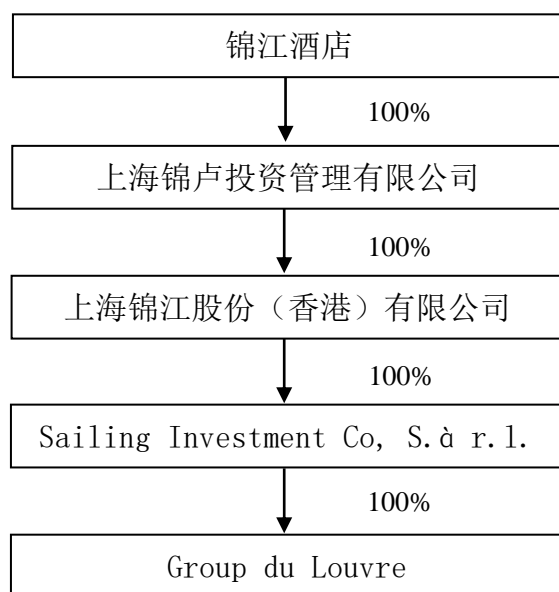 锦江酒店
100%
上海锦卢投资管理有限公司
100%
上海锦江股份（香港）有限公司
100%
Sailing Investment Co, S.à r.l.
100%
Group du Louvre